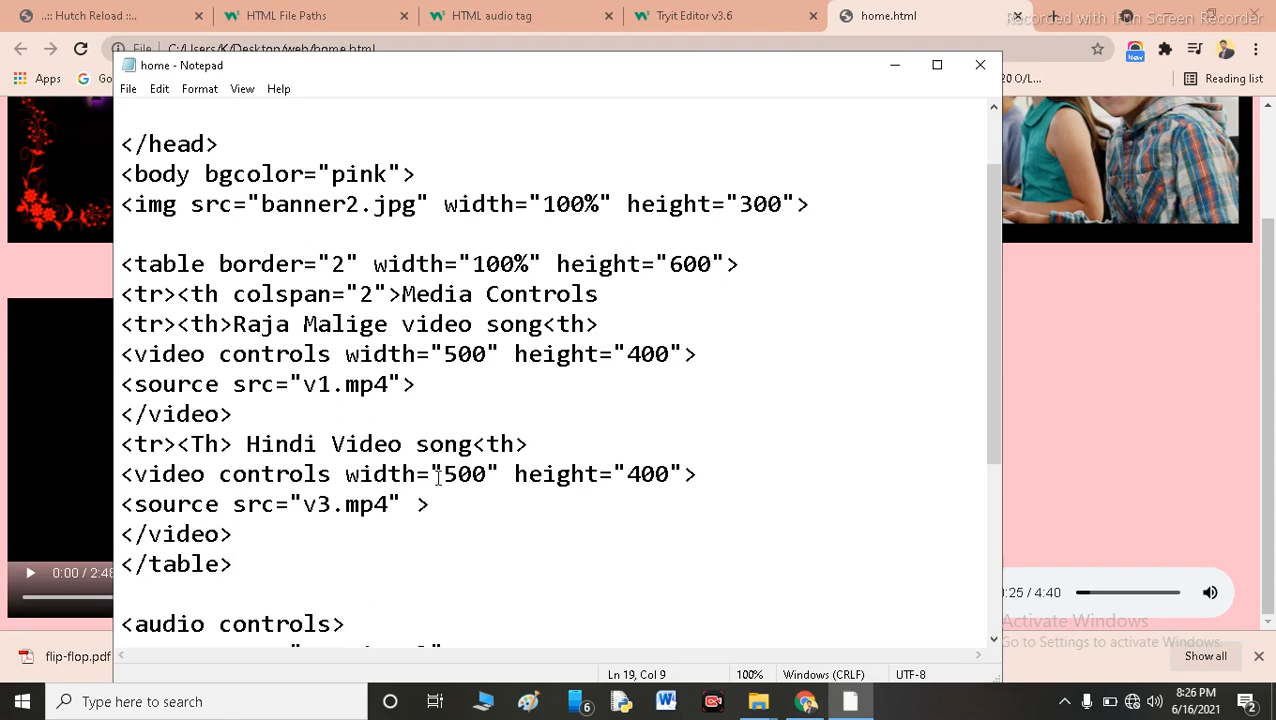 ..:: Hutch Reload ::..
HTML File Paths
HTML audio tag
Tryit Editor v3.6
home.html
Recorded with iFun Screen Recorder
File C:/Users/K/Desktop/web/home.html
Apps
New
Reading list
home - Notepad
File Edit Format View Help
</head>
<body bgcolor="pink">
<img src="banner2.jpg" width="100%" height="300">
<table border="2" width="100%" height="600">
<tr><th colspan="2">Media Controls
<tr><th>Raja Malige video song<th>
<video controls width="500" height="400">
<source src="v1.mp4">
</video>
<tr><Th> Hindi Video song<th>
<video controls width="500" height="400">
<source src="v3.mp4" >
</video>
</table>
<audio controls>
0:00 / 2:46
0:25 / 4:40
Activate Windows
Go to Settings to activate Windows.
flip-flop.pdf
Show all
Ln 19, Col 9
100%
Windows (CRLF)
UTF-8
Type here to search
6
8:26 PM
6/16/2021
2